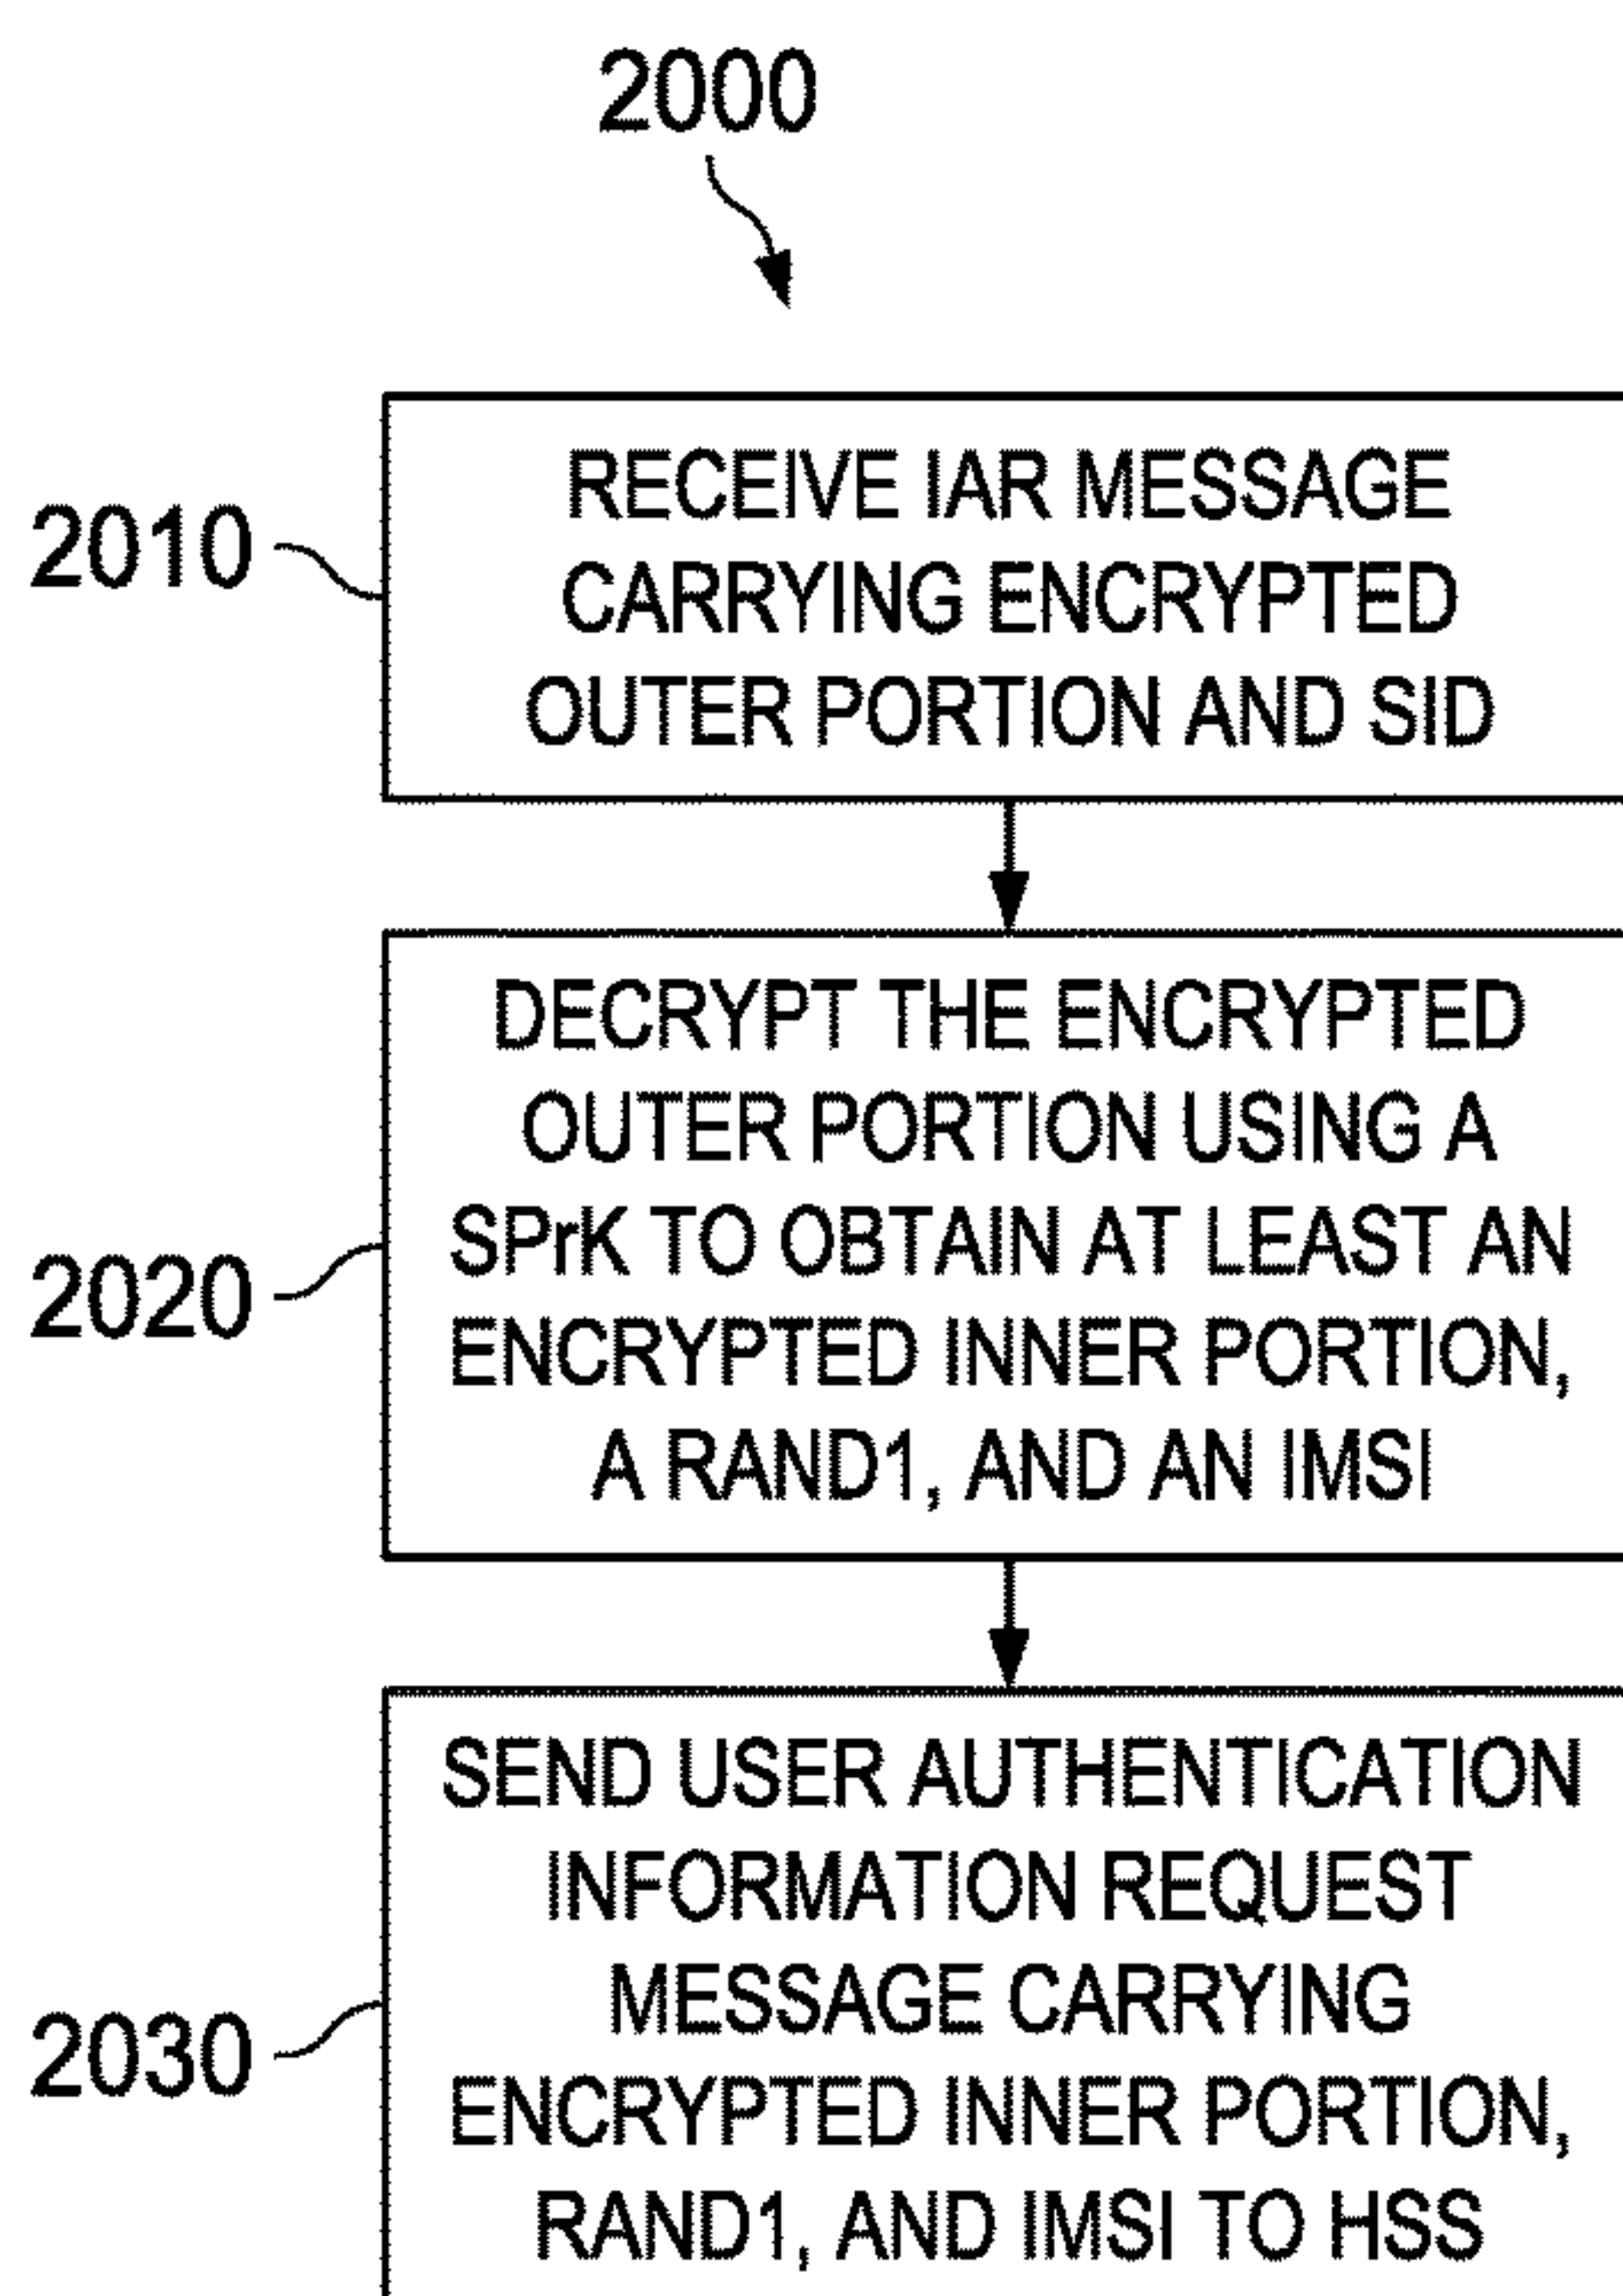 2000
2010
RECEIVE IAR MESSAGE
CARRYING ENCRYPTED
OUTER PORTION AND SID
2020
DECRYPT THE ENCRYPTED
OUTER PORTION USING A
SPrK TO OBTAIN AT LEAST AN
ENCRYPTED INNER PORTION,
A RAND1, AND AN IMSI
2030
SEND USER AUTHENTICATION
INFORMATION REQUEST
MESSAGE CARRYING
ENCRYPTED INNER PORTION,
RAND1, AND IMSI TO HSS